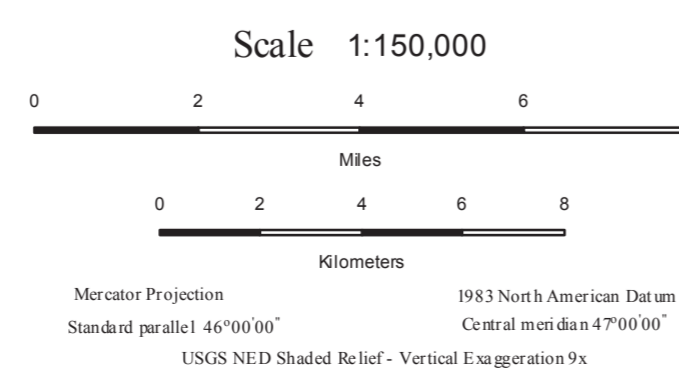 Scale 1:150,000
0 2 4 6
Miles
0 2 4 6 8
Kilometers
Mercator Projection 1983 North American Datum
Standard parallel 46°00'00" Central meridian 47°00'00"
USGS NED Shaded Relief - Vertical Exaggeration 9x